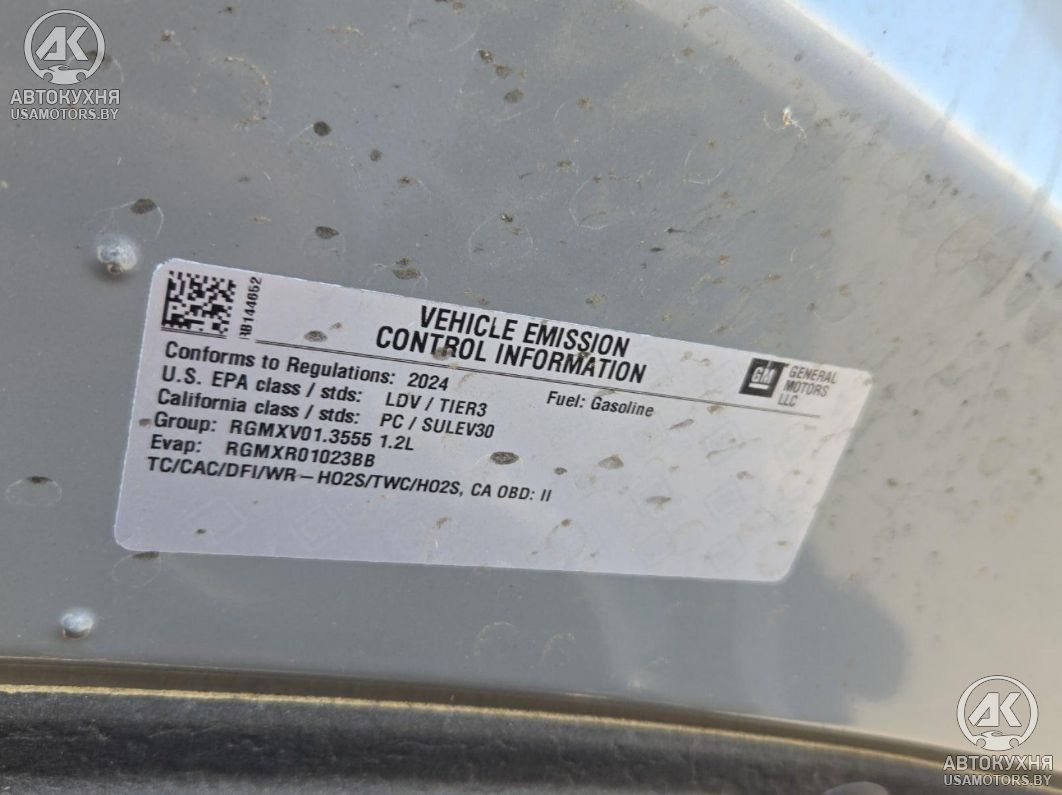 АК
АВТОКУХНЯ
USAMOTORS.BY
RB144652
VEHICLE EMISSION
CONTROL INFORMATION
GM
GENERAL
MOTORS
LLC
Conforms to Regulations: 2024
Fuel: Gasoline
U.S. EPA class / stds: LDV / TIER3
California class / stds: PC / SULEV30
Group: RGMXV01.3555 1.2L
Evap: RGMXR01023BB
TC/CAC/DFI/WR-HO2S/TWC/HO2S, CA OBD: II
АК
АВТОКУХНЯ
USAMOTORS.BY